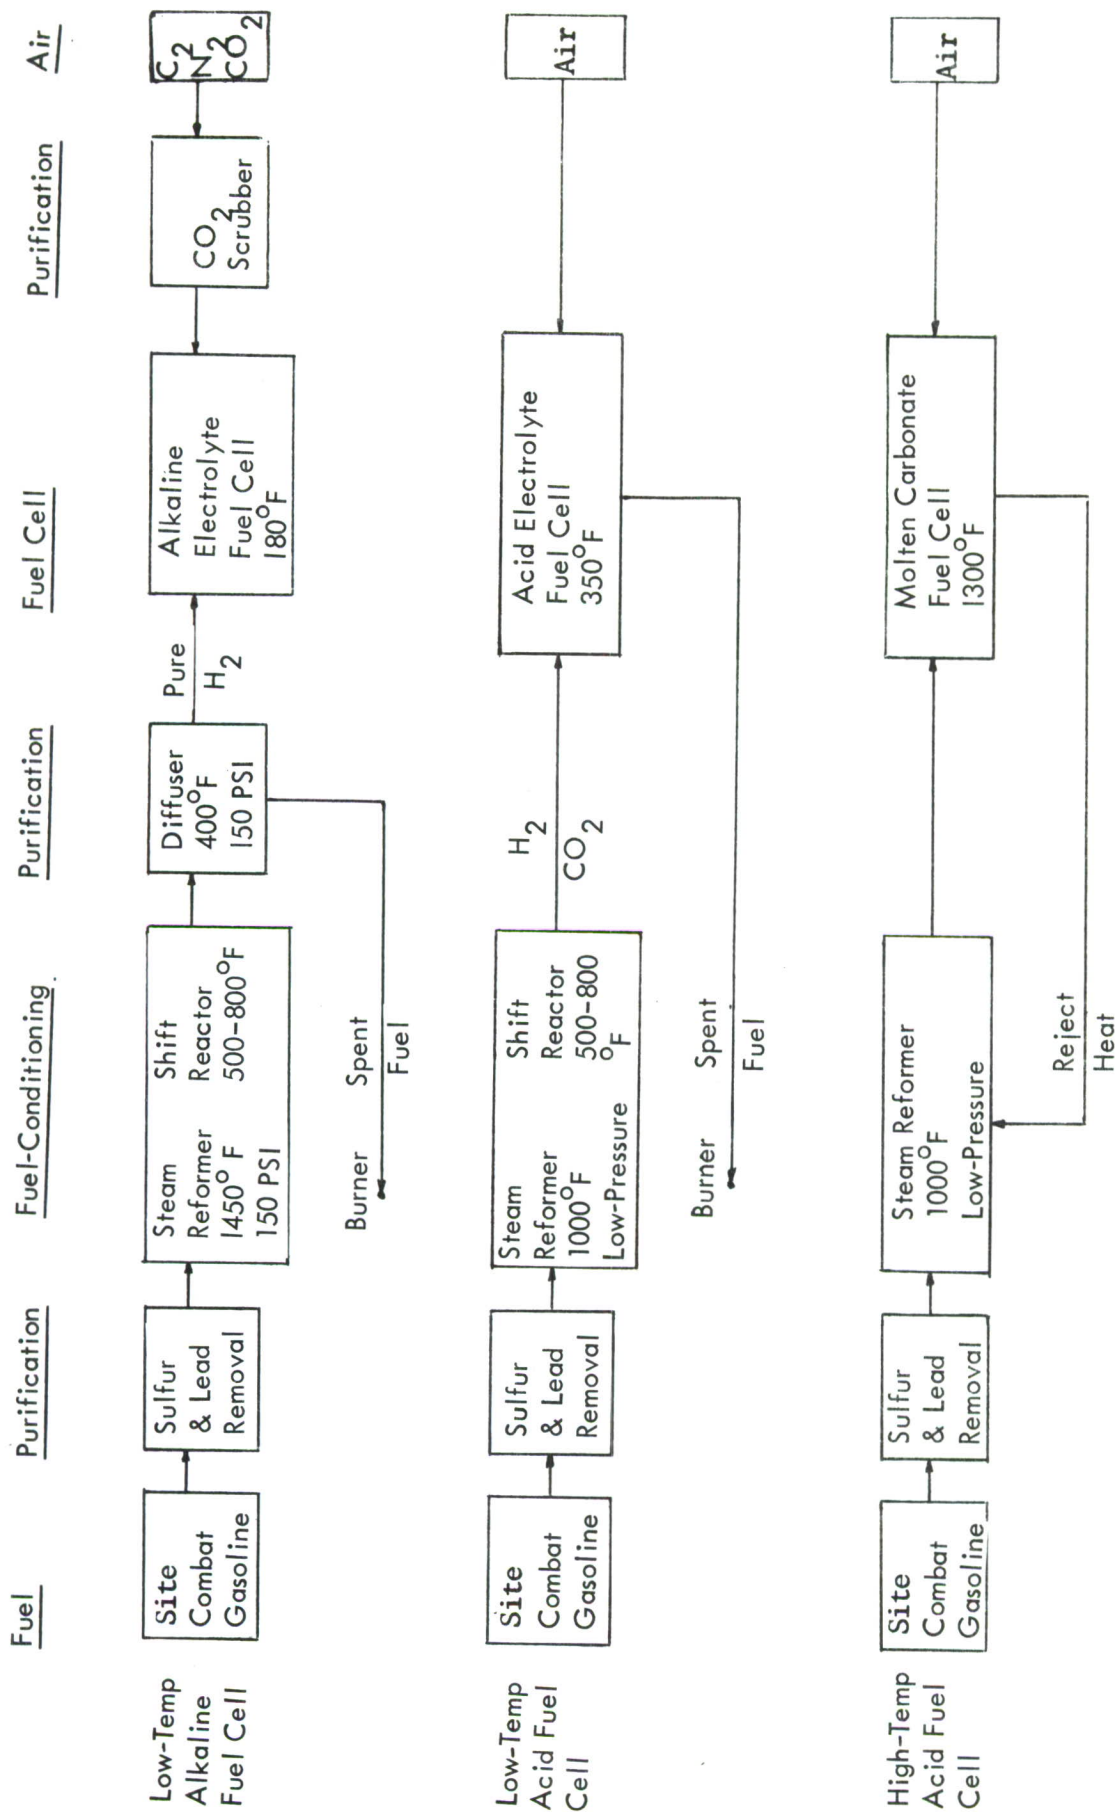 Fuel
Purification
Fuel-Conditioning.
Purification
Fuel Cell
Purification
Air
Low-Temp
Alkaline
Fuel Cell
Site
Combat
Gasoline
Sulfur
& Lead
Removal
Steam
Reformer
1450° F
150 PSI
Shift
Reactor
500-800°F
Diffuser
400°F
150 PSI
Pure
H2
Alkaline
Electrolyte
Fuel Cell
180°F
CO2
Scrubber
C2
N2
CO2
Burner
Spent
Fuel
Low-Temp
Acid Fuel
Cell
Site
Combat
Gasoline
Sulfur
& Lead
Removal
Steam
Reformer
1000°F
Low-Pressure
Shift
Reactor
500-800
°F
H2
CO2
Acid Electrolyte
Fuel Cell
350°F
Air
Burner
Spent
Fuel
High-Temp
Acid Fuel
Cell
Site
Combat
Gasoline
Sulfur
& Lead
Removal
Steam Reformer
1000°F
Low-Pressure
Molten Carbonate
Fuel Cell
1300°F
Air
Reject
Heat